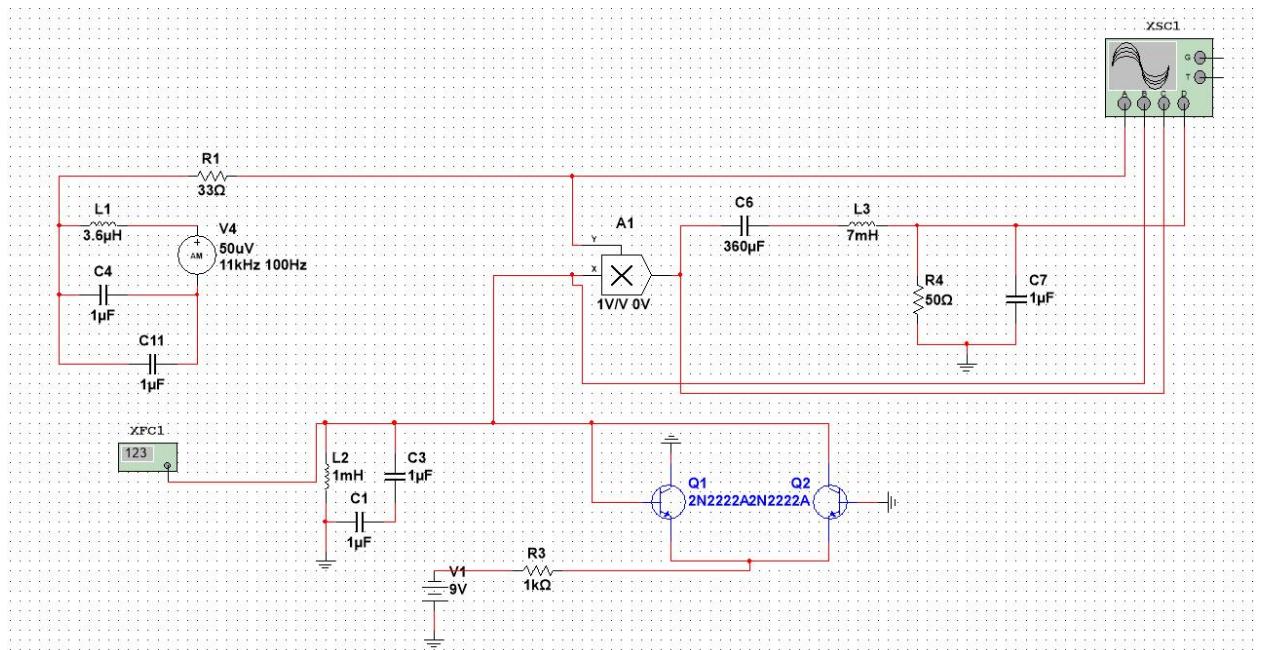 XSC1
G
T
A B C D
R1
33Ω
L1
3.6µH
V4
AM
50uV
11kHz 100Hz
C4
1µF
C11
1µF
A1
Y
X
1V/V 0V
C6
360µF
L3
7mH
R4
50Ω
C7
1µF
XFC1
123
L2
1mH
C3
1µF
C1
1µF
Q1
2N2222A
Q2
2N2222A
R3
1kΩ
V1
9V